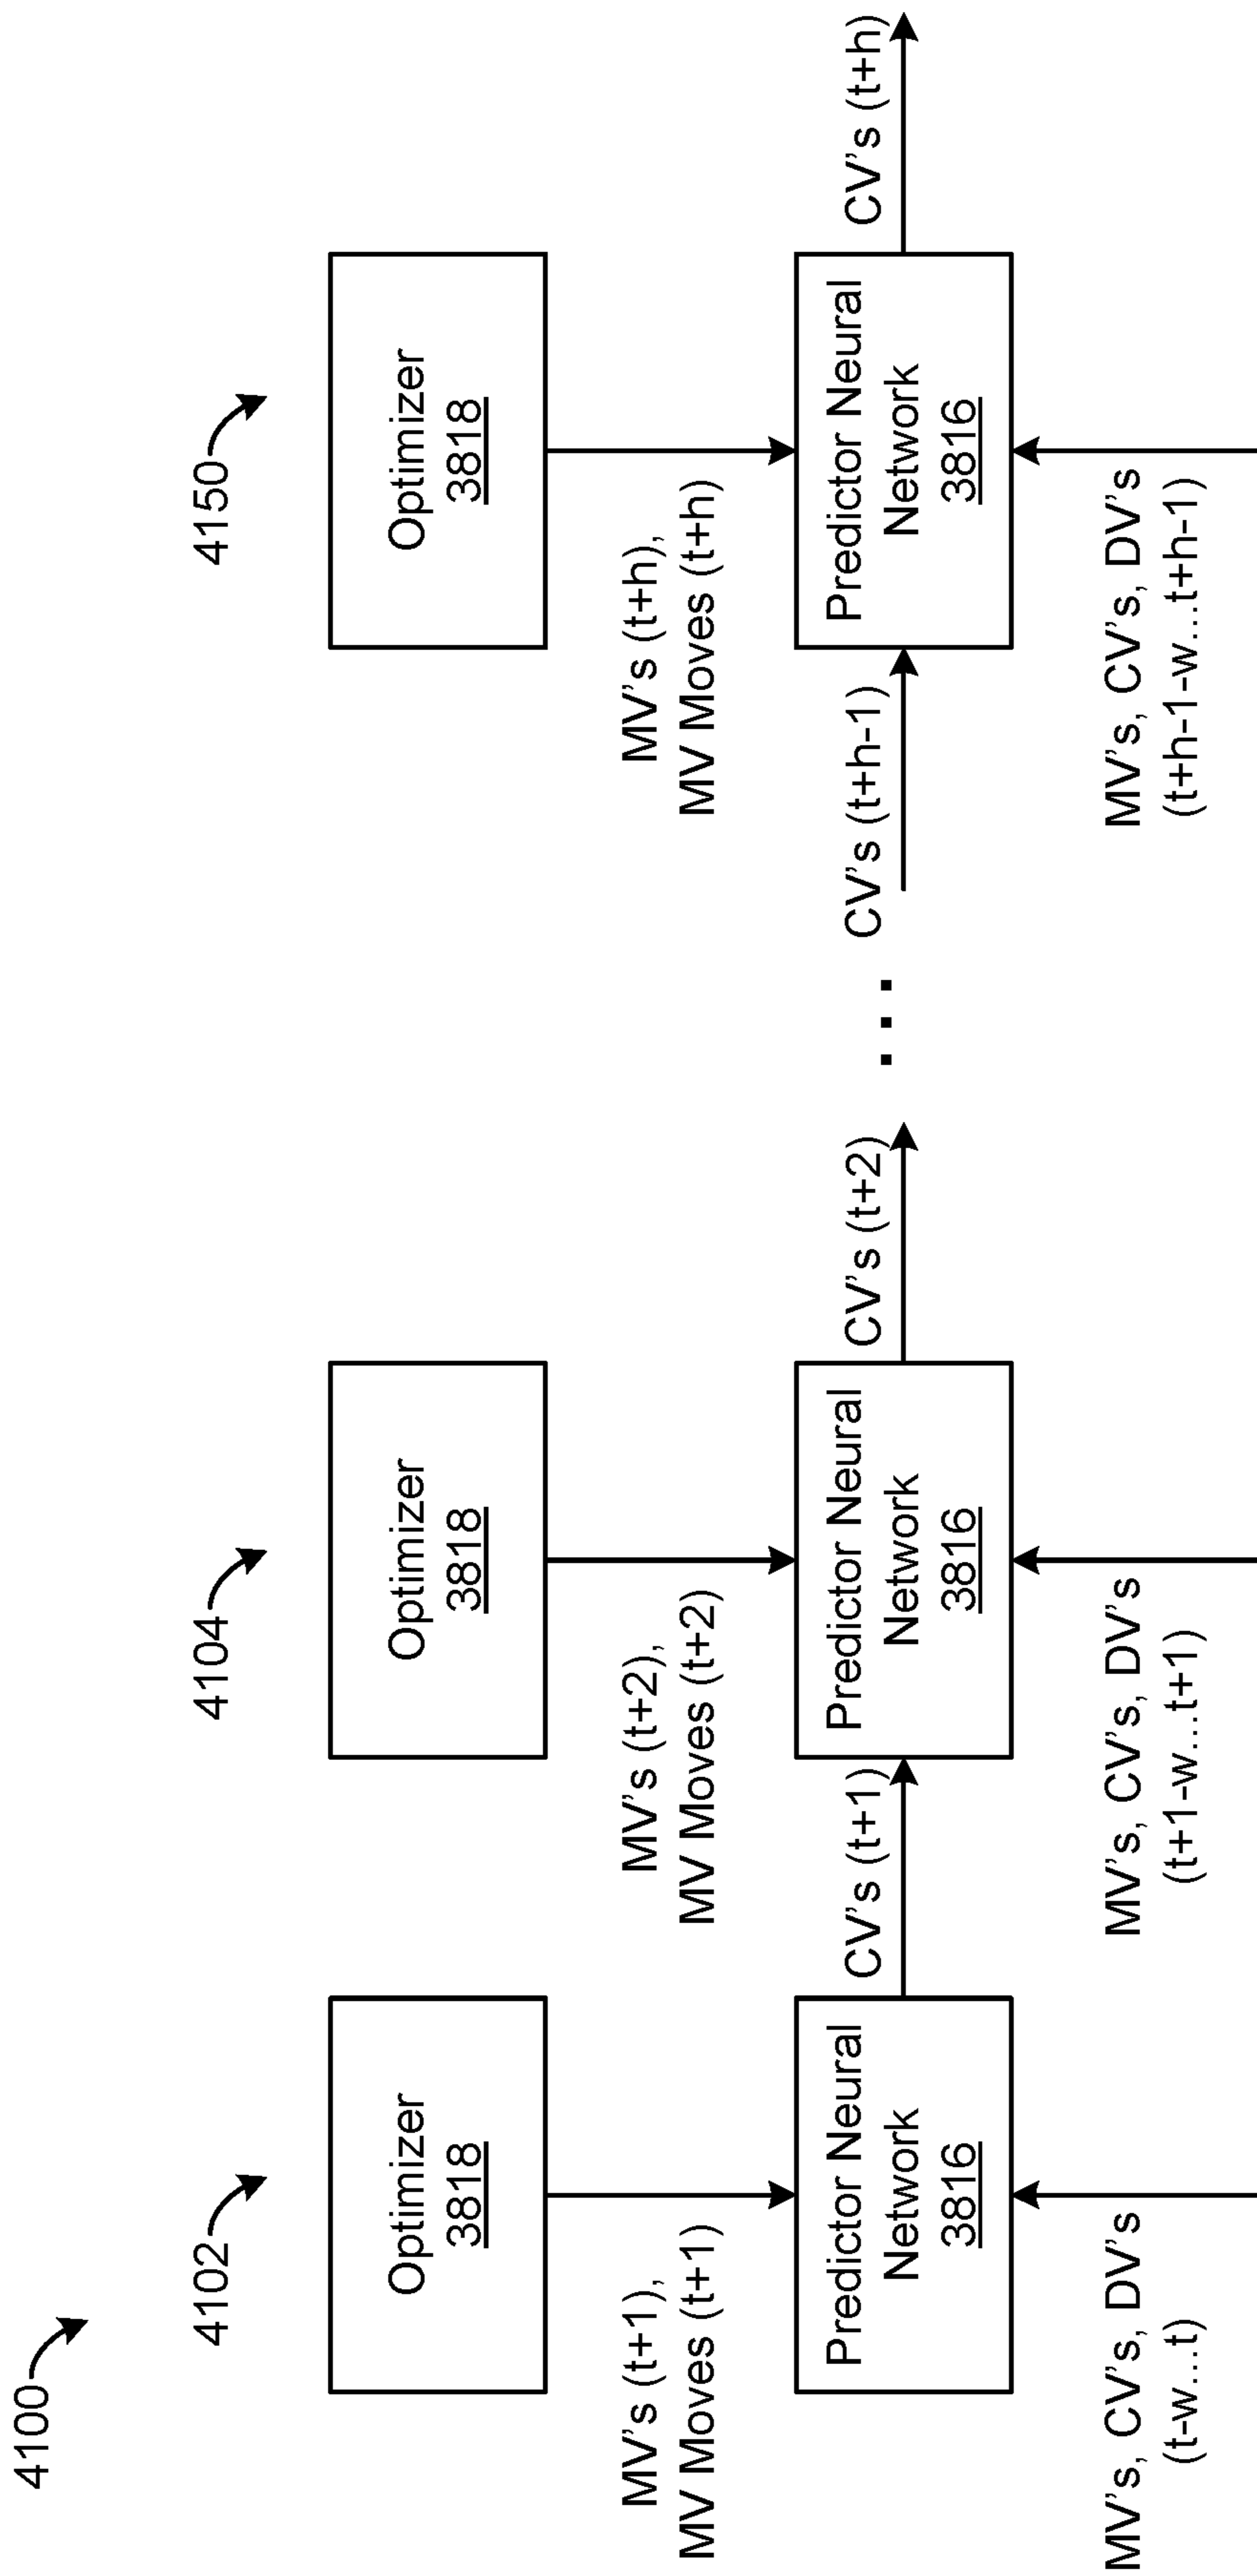 4100
4102
Optimizer
3818
MV's (t+1),
MV Moves (t+1)
Predictor Neural
Network
3816
MV's, CV's, DV's
(t-w...t)
CV's (t+1)
4104
Optimizer
3818
MV's (t+2),
MV Moves (t+2)
Predictor Neural
Network
3816
MV's, CV's, DV's
(t+1-w...t+1)
CV's (t+2)
...
CV's (t+h-1)
4150
Optimizer
3818
MV's (t+h),
MV Moves (t+h)
Predictor Neural
Network
3816
MV's, CV's, DV's
(t+h-1-w...t+h-1)
CV's (t+h)